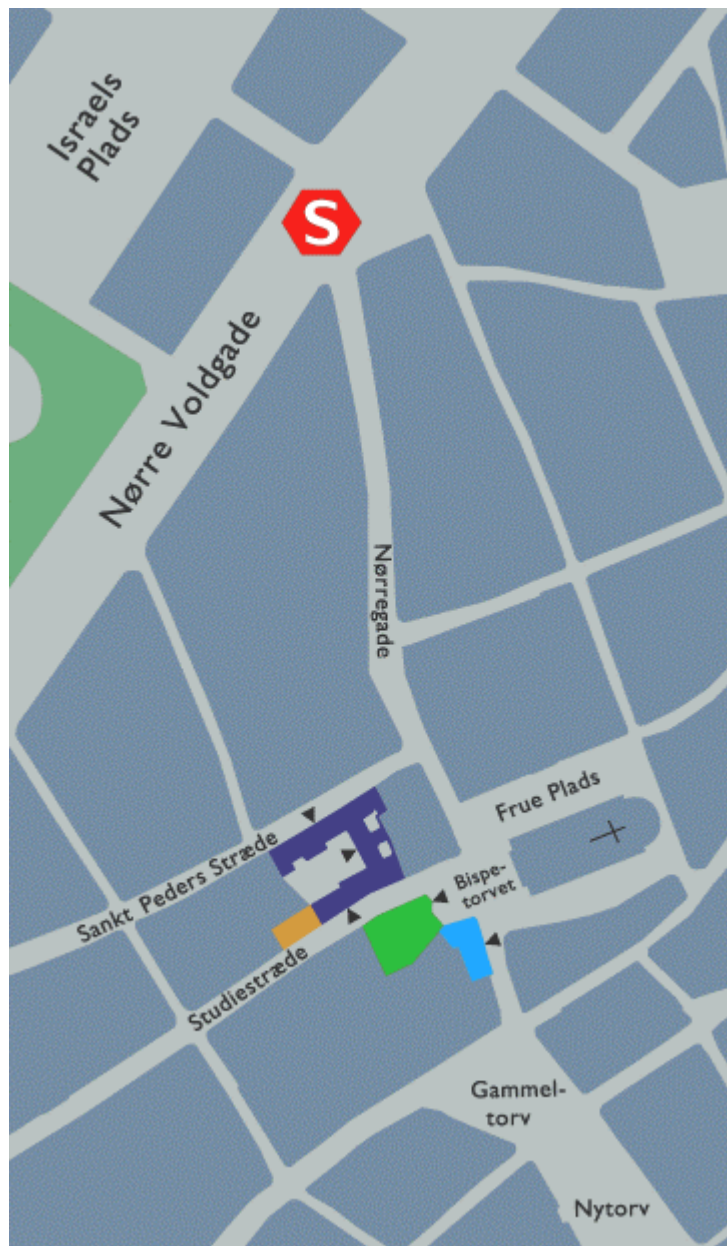 Israels
Plads
S
Nørre Voldgade
Nørregade
Frue Plads
Bispe-
torvet
Sankt Peders Stræde
Studiestræde
Gammel-
torv
Nytorv